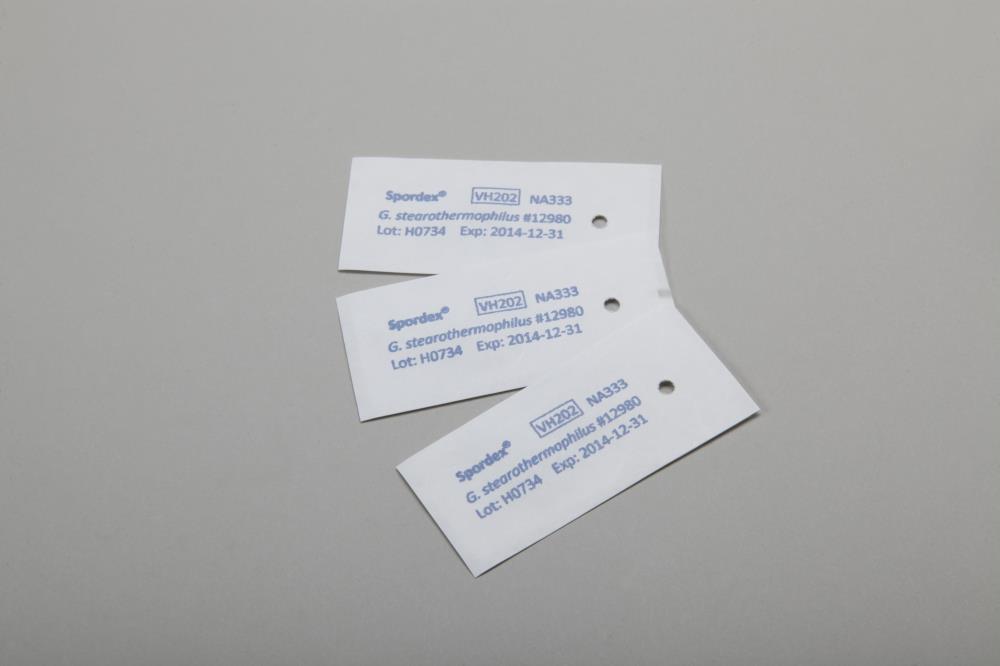 Spordex® VH202 NA333
G. stearothermophilus #12980
Lot: H0734 Exp: 2014-12-31
Spordex® VH202 NA333
G. stearothermophilus #12980
Lot: H0734 Exp: 2014-12-31
Spordex® VH202 NA333
G. stearothermophilus #12980
Lot: H0734 Exp: 2014-12-31